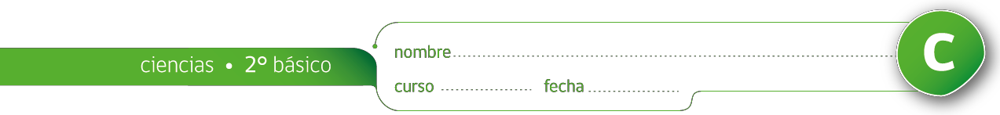 ciencias • 2º básico
nombre
curso fecha
C